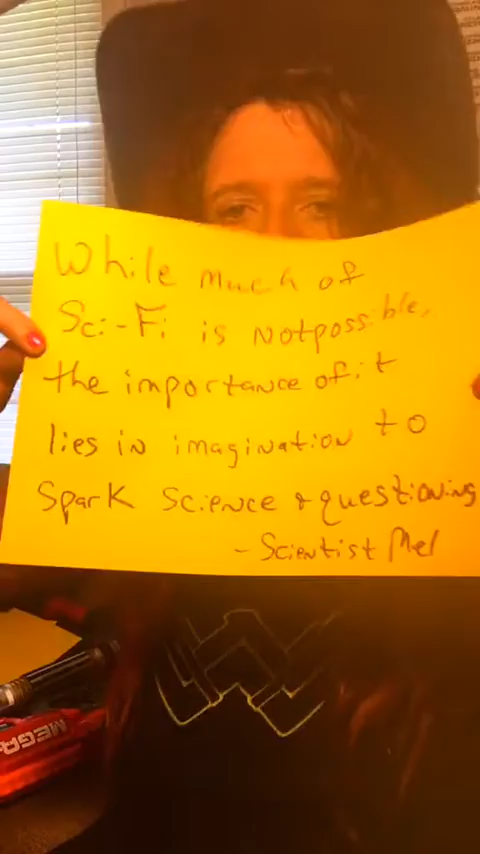 While much of
Sci-Fi is not possible,
the importance of it
lies in imagination to
spark science & questioning
- Scientist Mel
MEGA